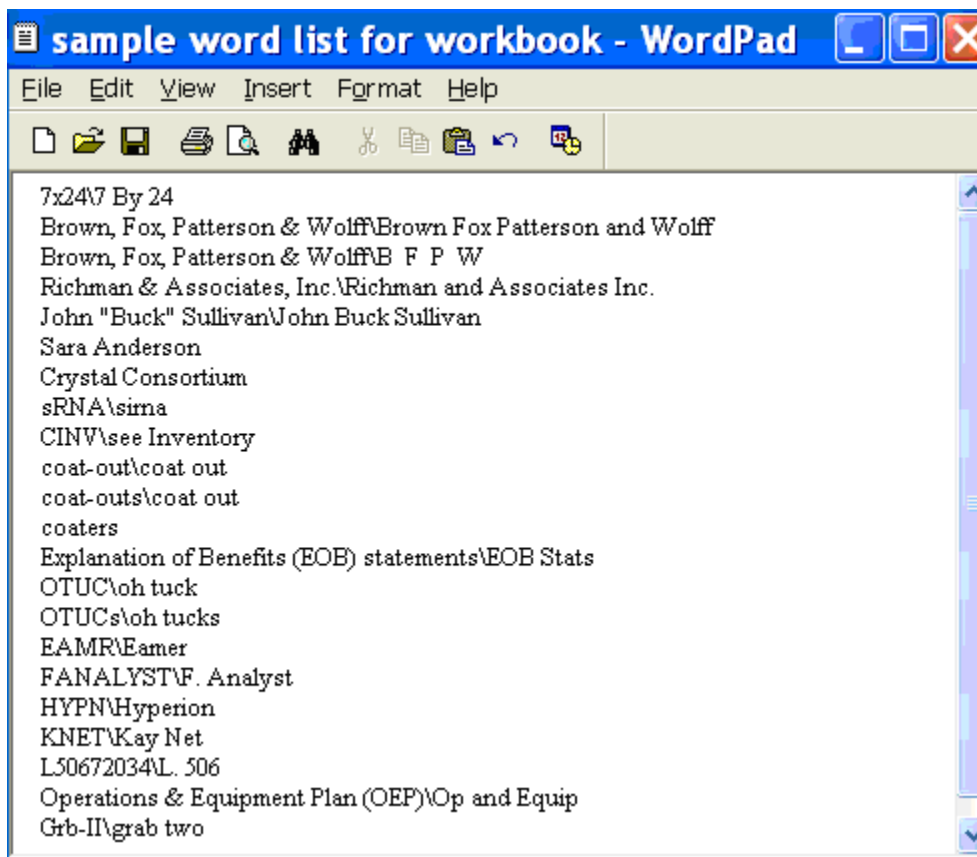 sample word list for workbook - WordPad
File Edit View Insert Format Help
7x24\7 By 24
Brown, Fox, Patterson & Wolff\Brown Fox Patterson and Wolff
Brown, Fox, Patterson & Wolff\B F P W
Richman & Associates, Inc.\Richman and Associates Inc.
John "Buck" Sullivan\John Buck Sullivan
Sara Anderson
Crystal Consortium
sRNA\sirna
CINV\see Inventory
coat-out\coat out
coat-outs\coat out
coaters
Explanation of Benefits (EOB) statements\EOB Stats
OTUC\oh tuck
OTUCs\oh tucks
EAMR\Eamer
FANALYST\F. Analyst
HYPN\Hyperion
KNET\Kay Net
L50672034\L. 506
Operations & Equipment Plan (OEP)\Op and Equip
Grb-II\grab two